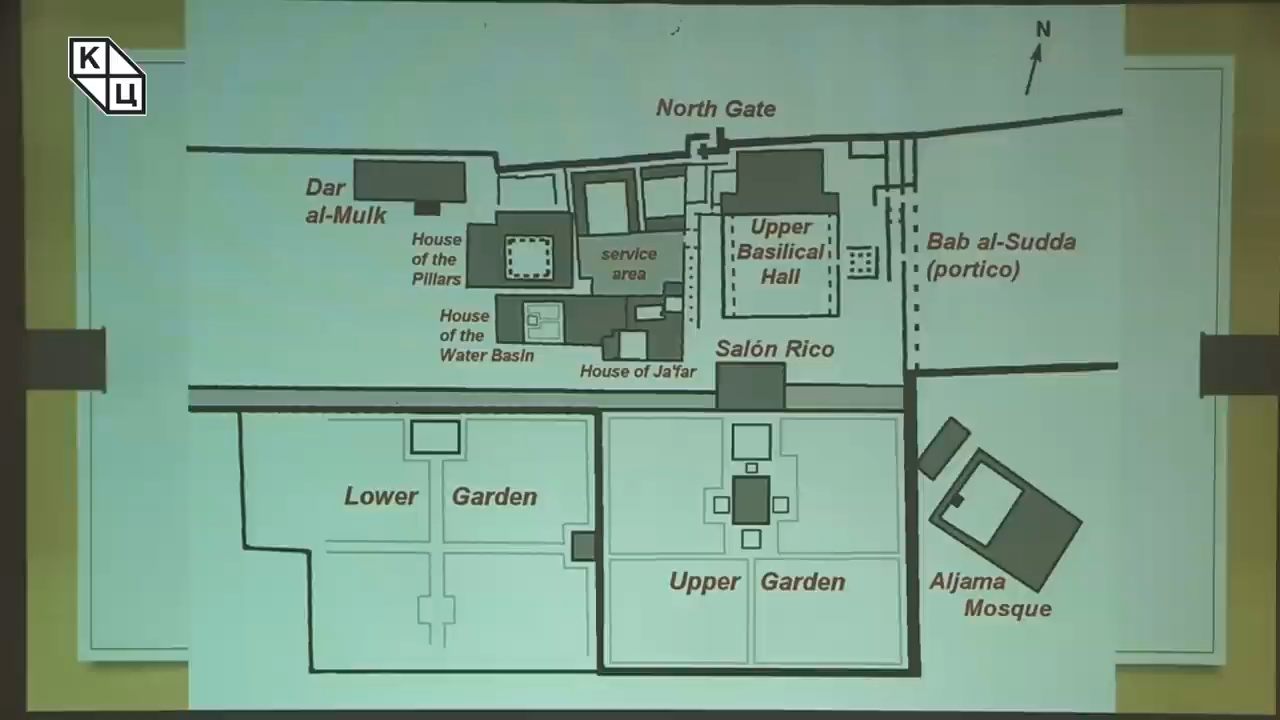 К
Ц
N
North Gate
Dar
al-Mulk
House
of the
Pillars
service
area
Upper
Basilical
Hall
Bab al-Sudda
(portico)
House
of the
Water Basin
House of Ja'far
Salón Rico
Lower Garden
Upper Garden
Aljama
Mosque